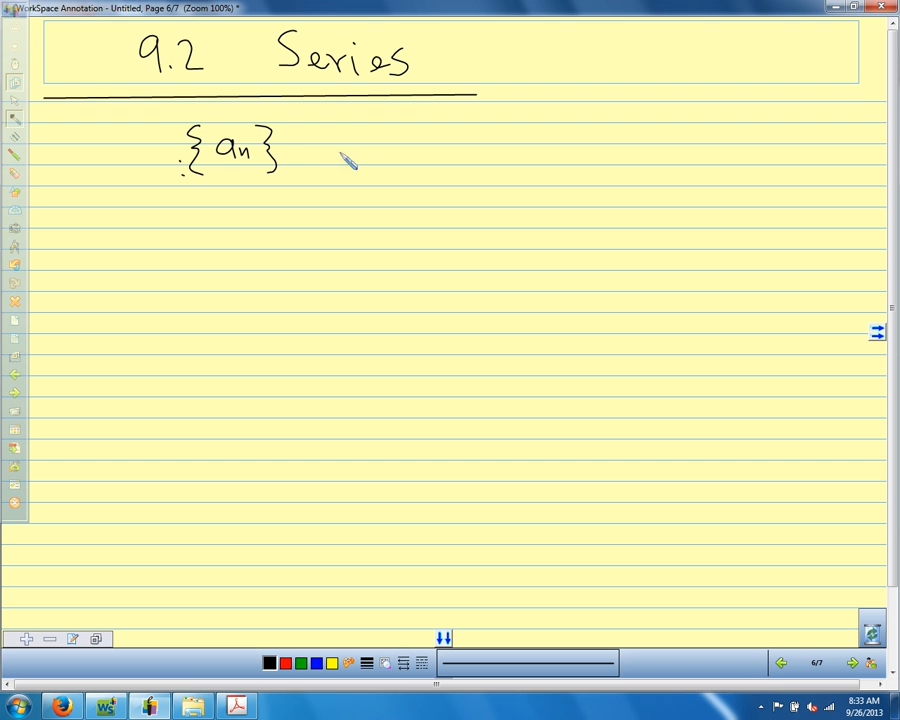 WorkSpace Annotation - Untitled, Page 6/7 (Zoom 100%) *
9.2 Series
{ an }
6/7
8:33 AM
9/26/2013